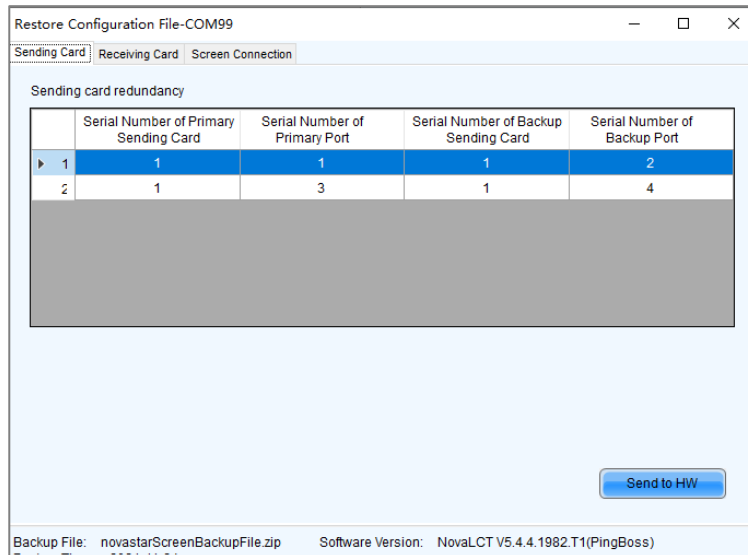 Restore Configuration File-COM99
Sending Card Receiving Card Screen Connection
Sending card redundancy
Serial Number of Primary Sending Card Serial Number of Primary Port Serial Number of Backup Sending Card Serial Number of Backup Port
1 1 1 1 2
2 1 3 1 4
Send to HW
Backup File: novastarScreenBackupFile.zip Software Version: NovaLCT V5.4.4.1982.T1(PingBoss)